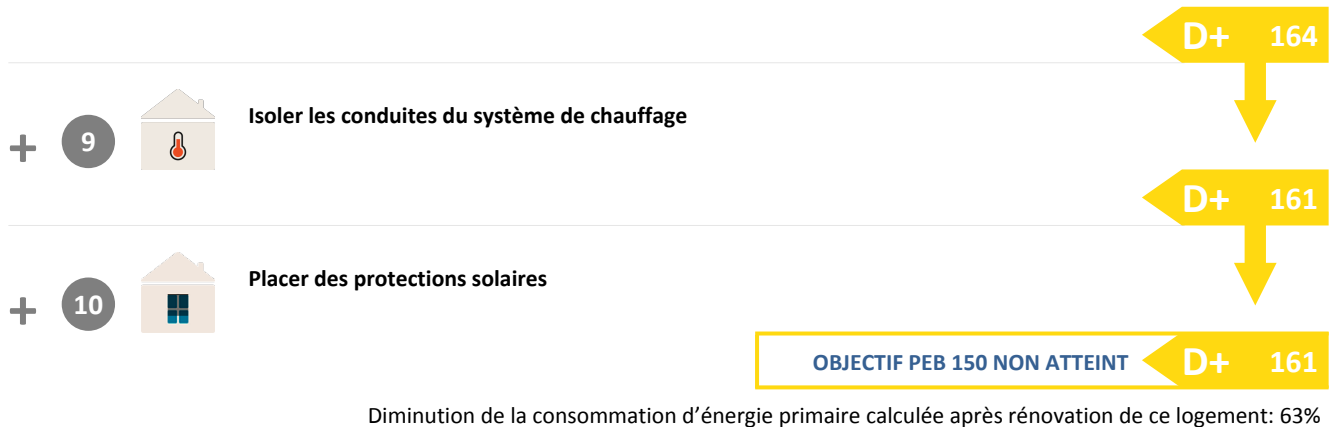 D+ 164
+ 9 Isoler les conduites du système de chauffage
D+ 161
+ 10 Placer des protections solaires
OBJECTIF PEB 150 NON ATTEINT D+ 161
Diminution de la consommation d’énergie primaire calculée après rénovation de ce logement: 63%